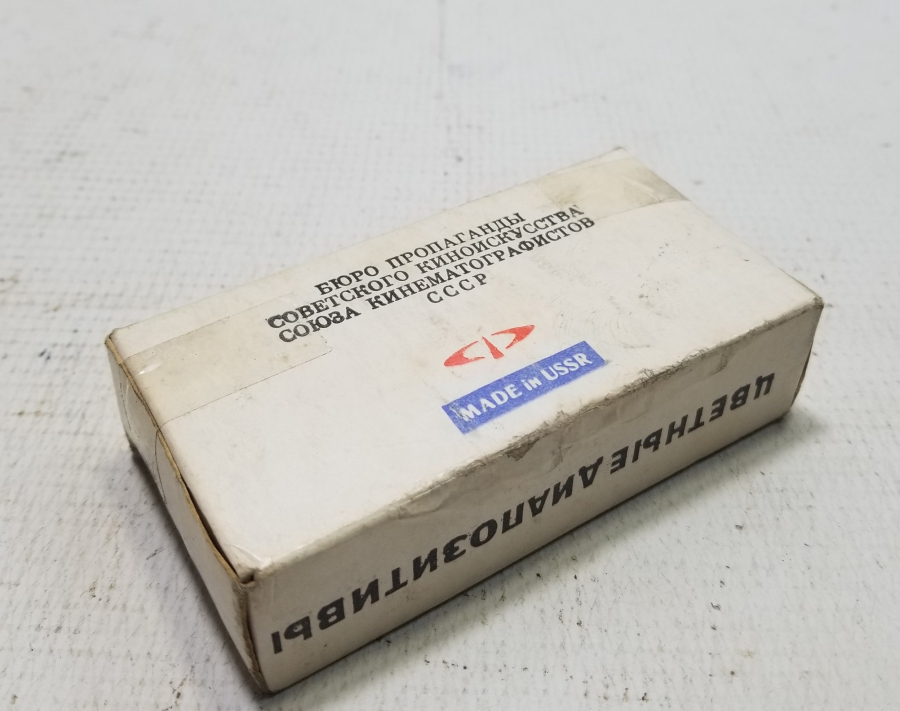 БЮРО ПРОПАГАНДЫ
СОВЕТСКОГО КИНОИСКУССТВА
СОЮЗА КИНЕМАТОГРАФИСТОВ
СССР
MADE in USSR
ЦВЕТНЫЕ ДИАПОЗИТИВЫ